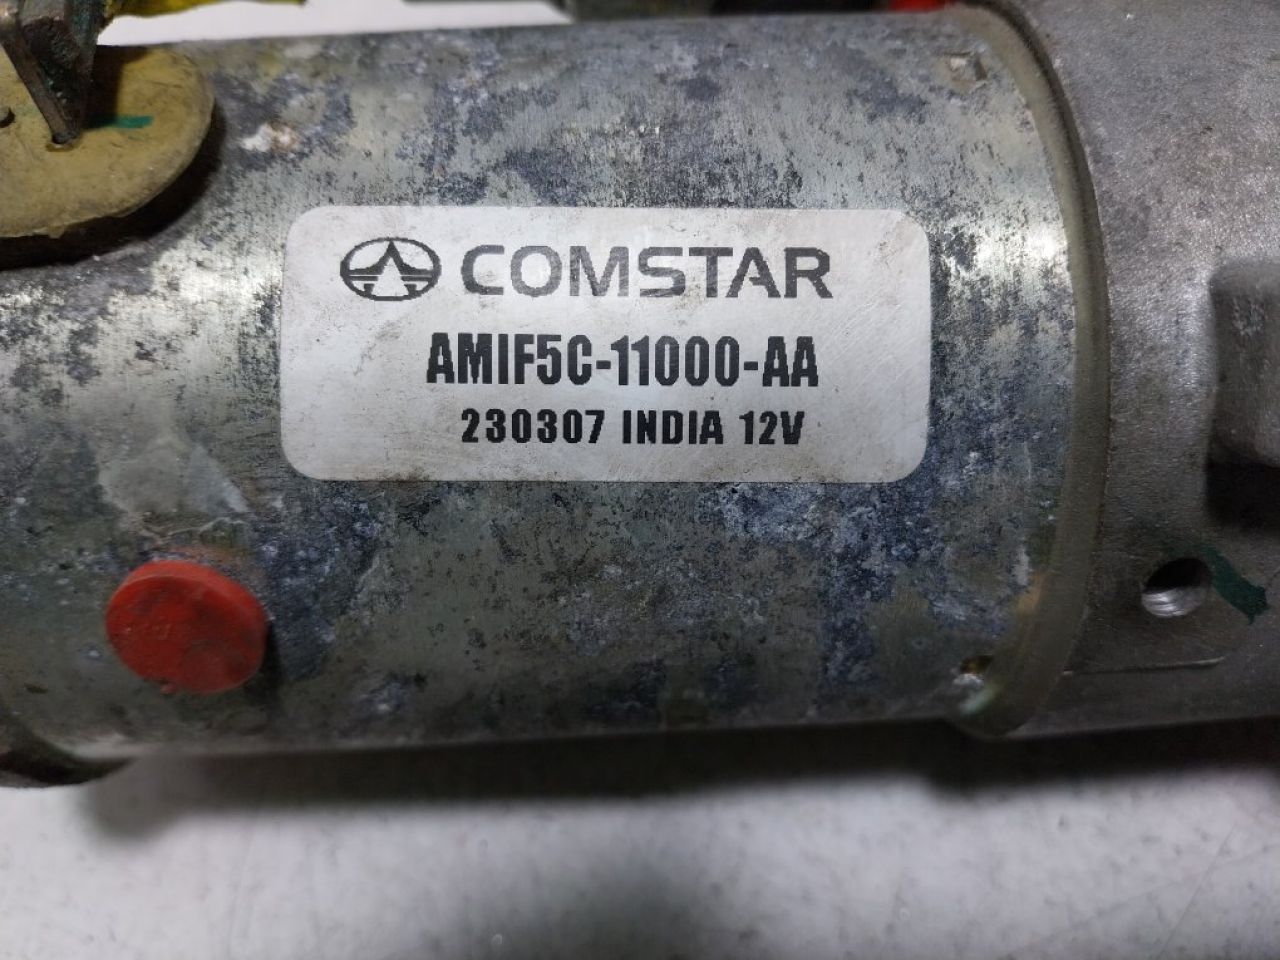 COMSTAR
AMIF5C-11000-AA
230307 INDIA 12V